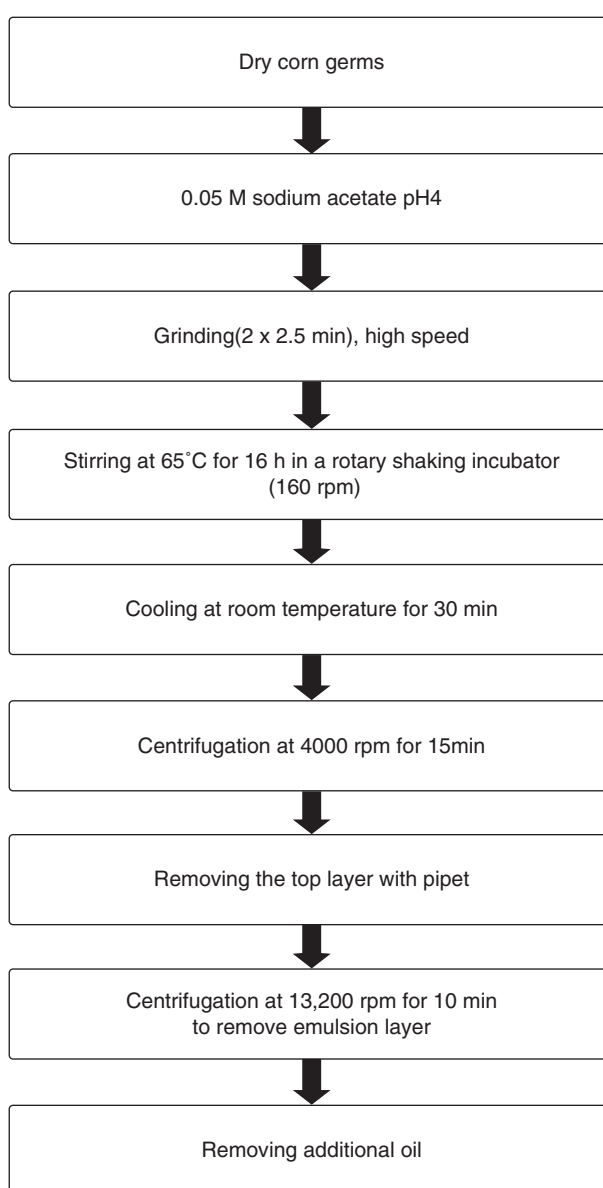 Dry corn germs
0.05 M sodium acetate pH4
Grinding(2 x 2.5 min), high speed
Stirring at 65˚C for 16 h in a rotary shaking incubator
(160 rpm)
Cooling at room temperature for 30 min
Centrifugation at 4000 rpm for 15min
Removing the top layer with pipet
Centrifugation at 13,200 rpm for 10 min
to remove emulsion layer
Removing additional oil